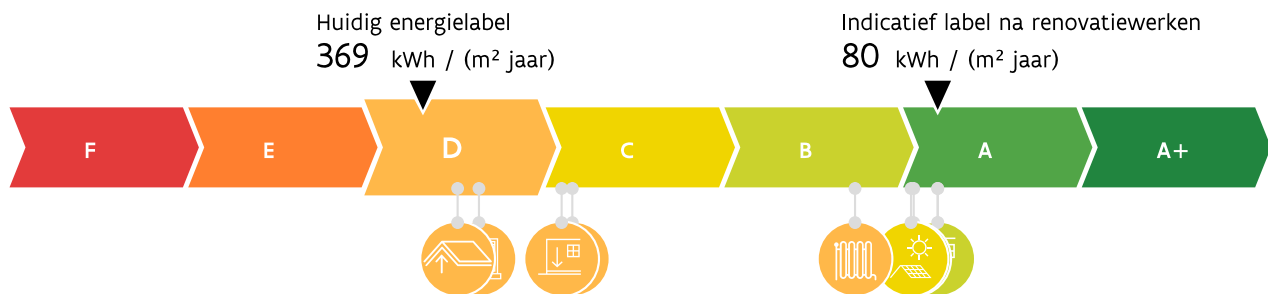 Huidig energielabel
369 kWh / (m² jaar)
Indicatief label na renovatiewerken
80 kWh / (m² jaar)
F
E
D
C
B
A
A+